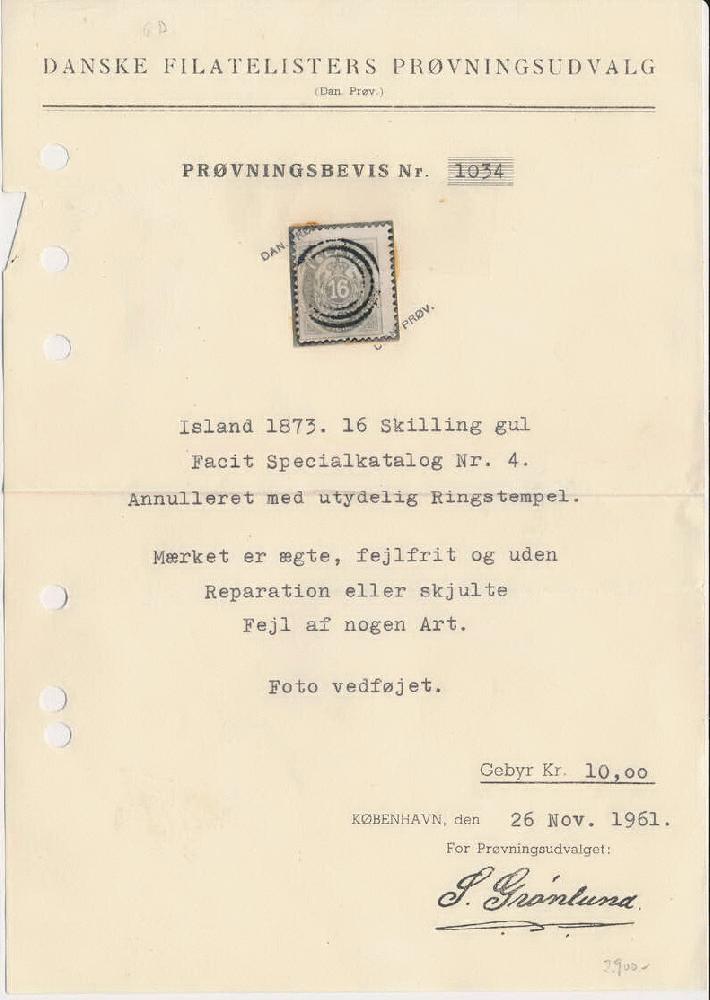 DANSKE FILATELISTERS PRØVNINGSUDVALG
(Dan. Prøv.)
PRØVNINGSBEVIS Nr. 1034
DAN. PRØV.
16
PRØV.
Island 1873. 16 Skilling gul
Facit Specialkatalog Nr. 4.
Annulleret med utydelig Ringstempel.
Mærket er ægte, fejlfrit og uden
Reparation eller skjulte
Fejl af nogen Art.
Foto vedføjet.
Gebyr Kr. 10,00
KØBENHAVN, den 26 Nov. 1961.
For Prøvningsudvalget:
S. Grønlund.
2900,-